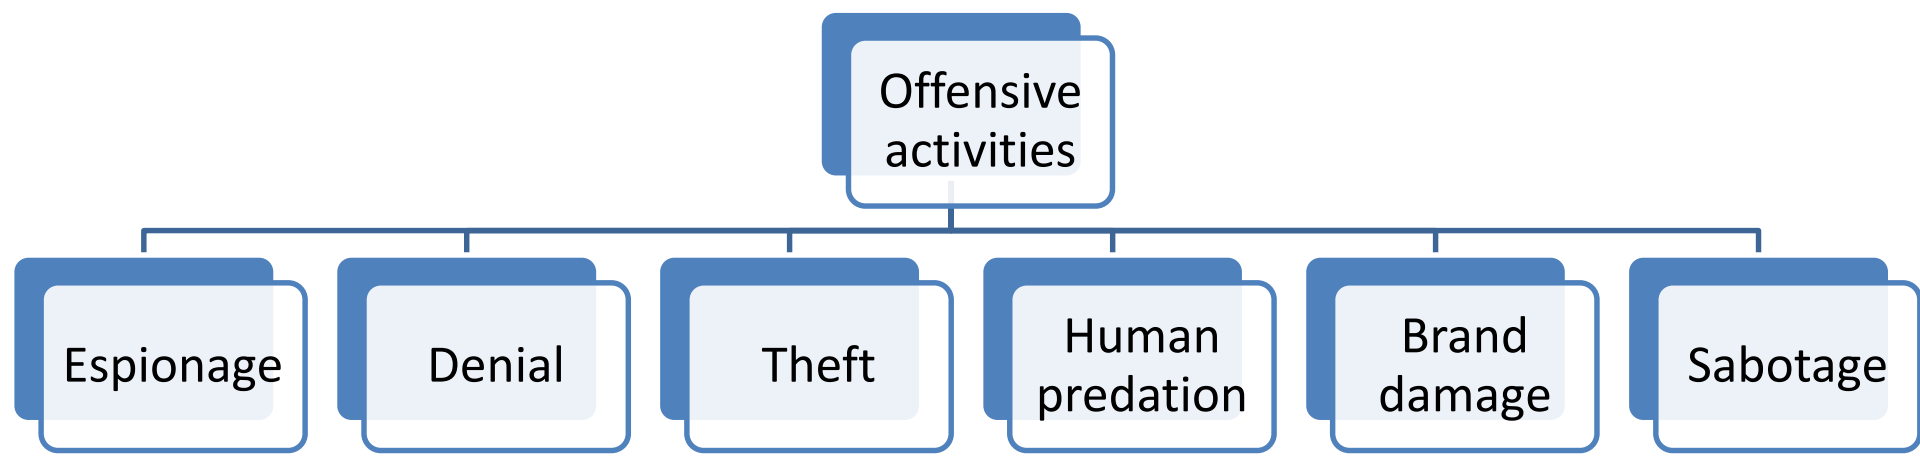 Offensive
activities
Espionage
Denial
Theft
Human
predation
Brand
damage
Sabotage